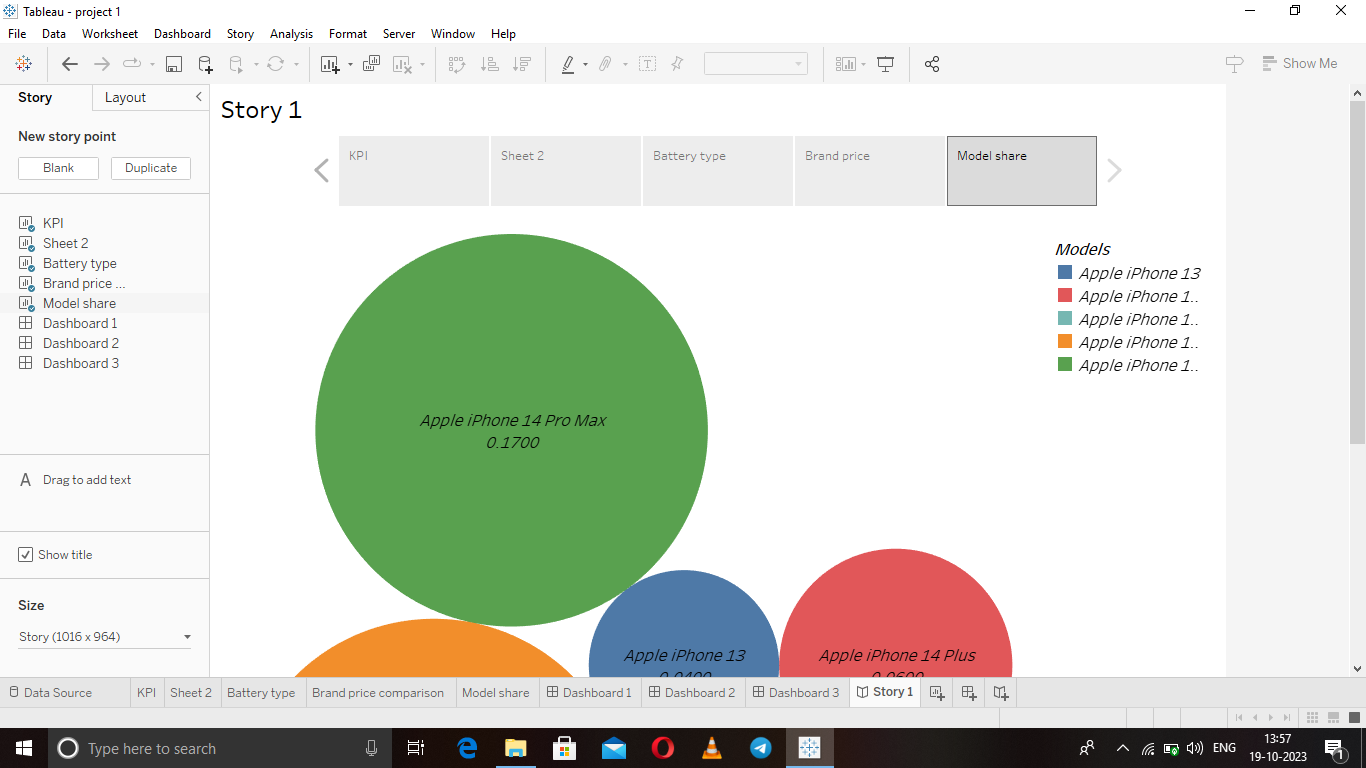 Tableau - project 1
File Data Worksheet Dashboard Story Analysis Format Server Window Help
Show Me
Story Layout
New story point
Blank Duplicate
KPI
Sheet 2
Battery type
Brand price ...
Model share
Dashboard 1
Dashboard 2
Dashboard 3
A Drag to add text
Show title
Size
Story (1016 x 964)
Story 1
KPI Sheet 2 Battery type Brand price Model share
Models
Apple iPhone 13
Apple iPhone 1..
Apple iPhone 1..
Apple iPhone 1..
Apple iPhone 1..
Apple iPhone 14 Pro Max
0.1700
Apple iPhone 13
0.0400
Apple iPhone 14 Plus
0.0600
Data Source KPI Sheet 2 Battery type Brand price comparison Model share Dashboard 1 Dashboard 2 Dashboard 3 Story 1
Type here to search
ENG
13:57
19-10-2023
1